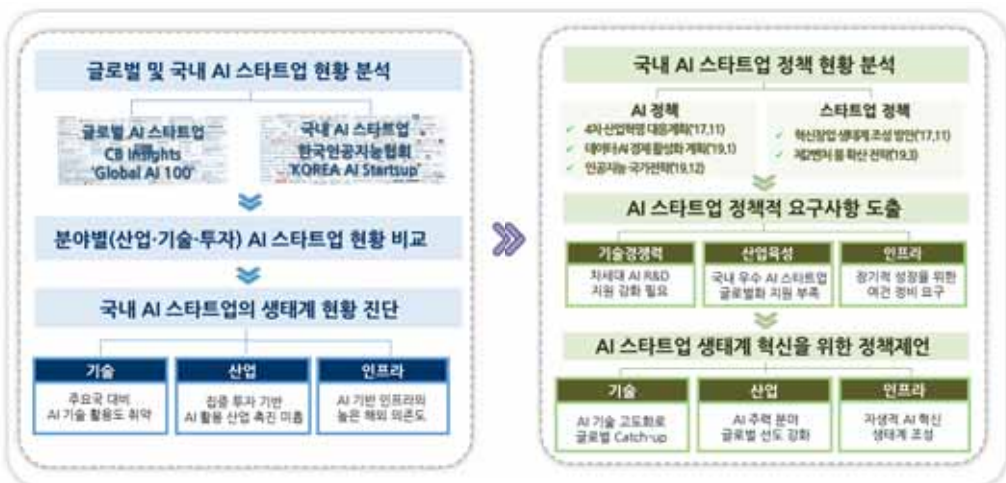 글로벌 및 국내 AI 스타트업 현황 분석
글로벌 AI 스타트업
CB Insights
'Global AI 100'
국내 AI 스타트업
한국인공지능협회
'KOREA AI Startup'
분야별(산업·기술·투자) AI 스타트업 현황 비교
국내 AI 스타트업의 생태계 현황 진단
기술
주요국 대비
AI 기술 활용도 취약
산업
집중 투자 기반
AI 활용 산업 촉진 미흡
인프라
AI 기반 인프라의
높은 해외 의존도
국내 AI 스타트업 정책 현황 분석
AI 정책
✓ 4차 산업혁명 대응계획('17,11)
✓ 데이터·AI 경제 활성화 계획('19,1)
✓ 인공지능 국가전략('19,12)
스타트업 정책
✓ 혁신창업 생태계 조성 방안('17,11)
✓ 제2벤처 붐 확산 전략('19,3)
AI 스타트업 정책적 요구사항 도출
기술경쟁력
차세대 AI R&D
지원 강화 필요
산업육성
국내 우수 AI 스타트업
글로벌화 지원 부족
인프라
장기적 성장을 위한
여건 정비 요구
AI 스타트업 생태계 혁신을 위한 정책제언
기술
AI 기술 고도화로
글로벌 Catch-up
산업
AI 주력 분야
글로벌 선도 강화
인프라
자생적 AI 혁신
생태계 조성